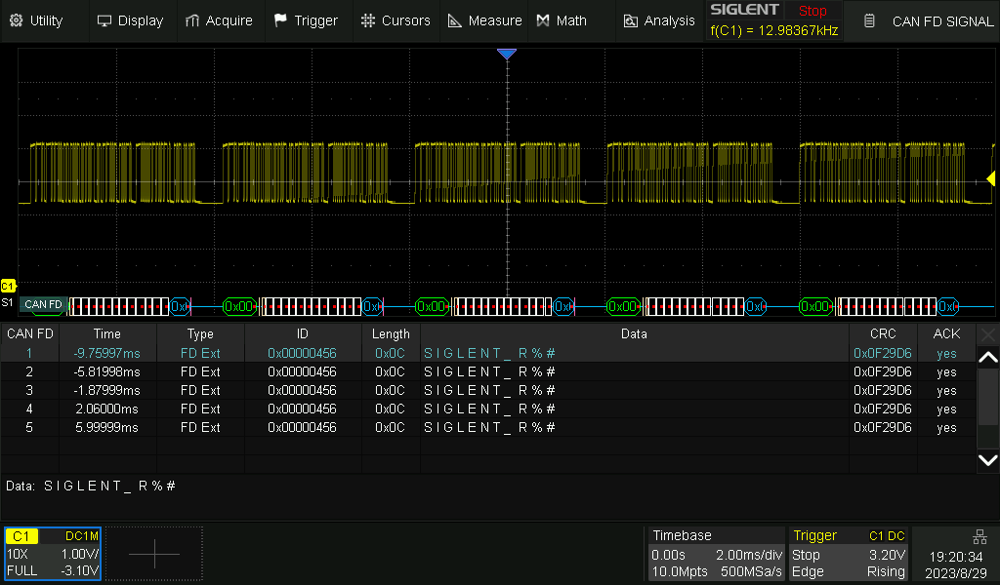 Utility Display Acquire Trigger Cursors Measure Math Analysis SIGLENT Stop CAN FD SIGNAL
f(C1) = 12.98367kHz
C1
S1 CAN FD 0x 0x00 0x 0x00 0x 0x00 0x 0x00 0x
CAN FD Time Type ID Length Data CRC ACK
1 -9.75997ms FD Ext 0x00000456 0x0C S I G L E N T _ R % # 0x0F29D6 yes
2 -5.81998ms FD Ext 0x00000456 0x0C S I G L E N T _ R % # 0x0F29D6 yes
3 -1.87999ms FD Ext 0x00000456 0x0C S I G L E N T _ R % # 0x0F29D6 yes
4 2.06000ms FD Ext 0x00000456 0x0C S I G L E N T _ R % # 0x0F29D6 yes
5 5.99999ms FD Ext 0x00000456 0x0C S I G L E N T _ R % # 0x0F29D6 yes
Data: S I G L E N T _ R % #
C1 DC1M
10X 1.00V/
FULL -3.10V
Timebase
0.00s 2.00ms/div
10.0Mpts 500MSa/s
Trigger C1 DC
Stop 3.20V
Edge Rising
19:20:34
2023/8/29